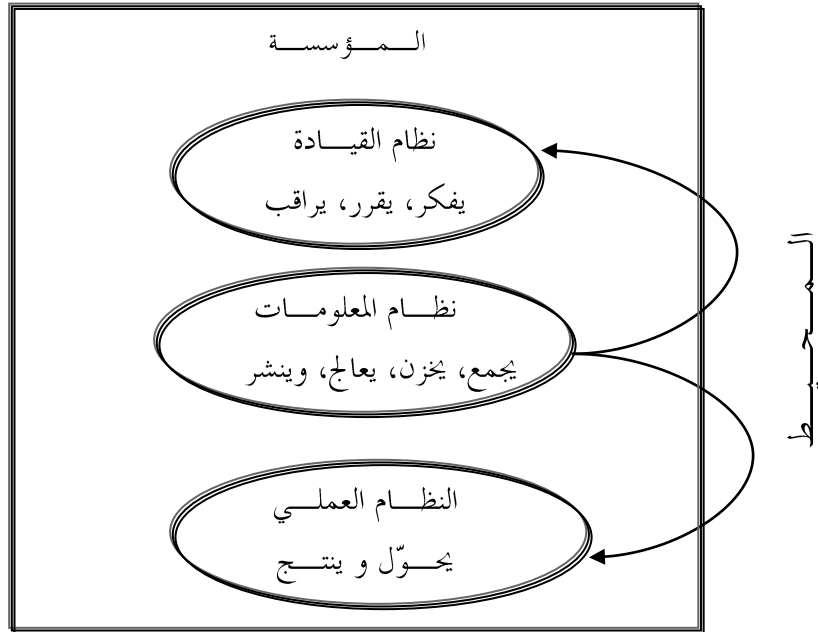 المؤسسة
نظام القيادة
يفكر، يقرر، يراقب
نظام المعلومات
يجمع، يخزن، يعالج، وينشر
النظام العملي
يحوّل و ينتج
المحيط